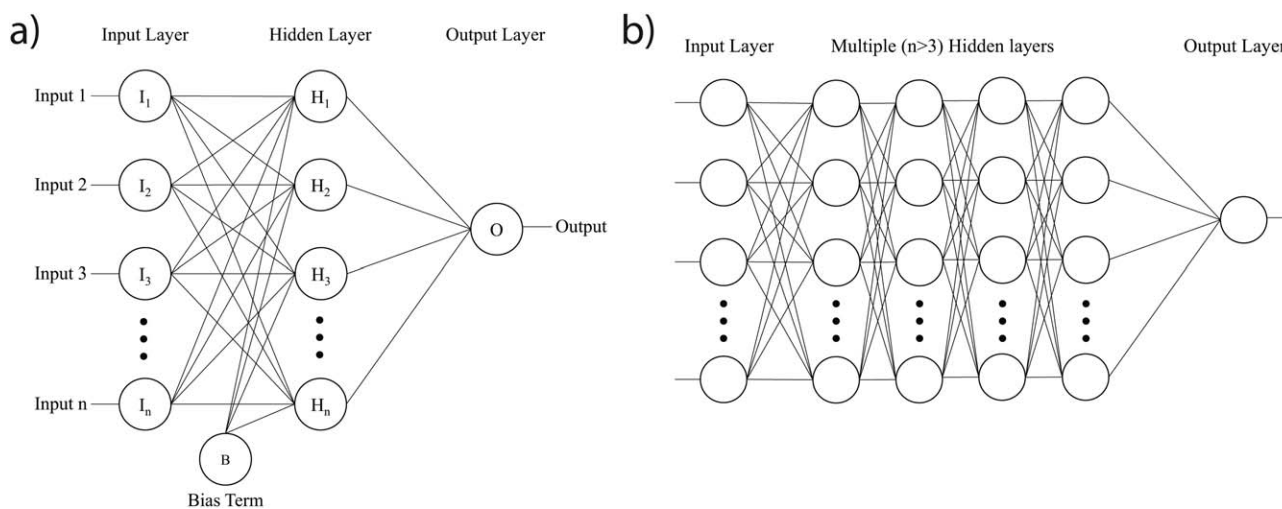 a)
Input Layer
Hidden Layer
Output Layer
Input 1
I₁
H₁
Input 2
I₂
H₂
O
Output
Input 3
I₃
H₃
Input n
Iₙ
Hₙ
B
Bias Term
b)
Input Layer
Multiple (n>3) Hidden layers
Output Layer